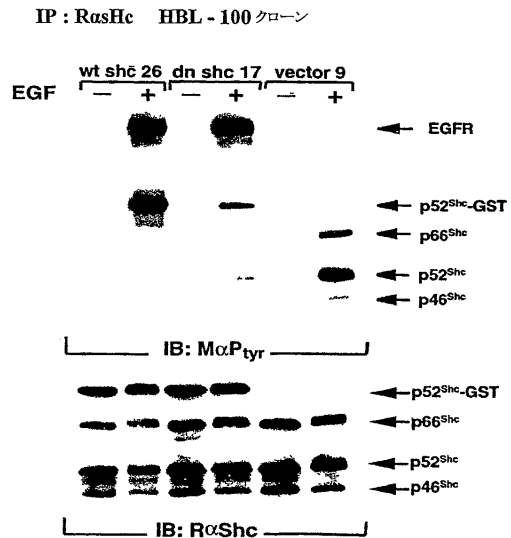 IP : RαsHc HBL - 100 クローン
wt shc 26 dn shc 17 vector 9
EGF − + − + − +
EGFR
p52Shc-GST
p66Shc
p52Shc
p46Shc
IB: MαPtyr
p52Shc-GST
p66Shc
p52Shc
p46Shc
IB: RαShc